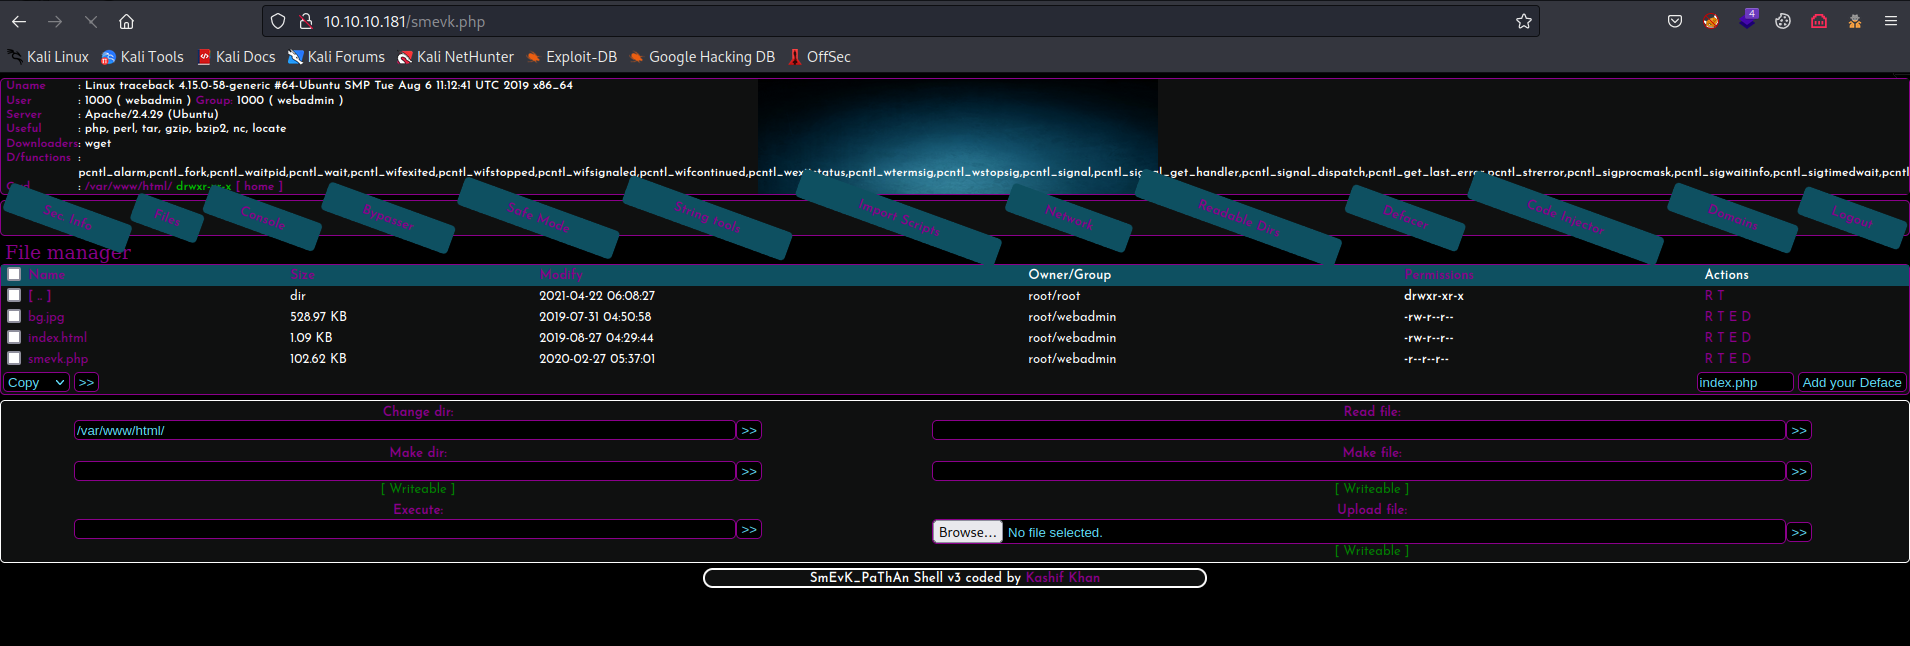 10.10.10.181/smevk.php
4
Kali Linux Kali Tools Kali Docs Kali Forums Kali NetHunter Exploit-DB Google Hacking DB OffSec
Uname : Linux traceback 4.15.0-58-generic #64-Ubuntu SMP Tue Aug 6 11:12:41 UTC 2019 x86_64
User : 1000 ( webadmin ) Group: 1000 ( webadmin )
Server : Apache/2.4.29 (Ubuntu)
Useful : php, perl, tar, gzip, bzip2, nc, locate
Downloaders: wget
D/functions :
pcntl_alarm,pcntl_fork,pcntl_waitpid,pcntl_wait,pcntl_wifexited,pcntl_wifstopped,pcntl_wifsignaled,pcntl_wifcontinued,pcntl_wexitstatus,pcntl_wtermsig,pcntl_wstopsig,pcntl_signal,pcntl_signal_get_handler,pcntl_signal_dispatch,pcntl_get_last_error,pcntl_strerror,pcntl_sigprocmask,pcntl_sigwaitinfo,pcntl_sigtimedwait,pcntl
Cwd : /var/www/html/ drwxr-xr-x [ home ]
Sec. Info Files Console Bypasser Safe Mode String tools Import Scripts Network Readable Dirs Defacer Code Injector Domains Logout
File manager
Name Size Modify Owner/Group Permissions Actions
[ .. ] dir 2021-04-22 06:08:27 root/root drwxr-xr-x R T
bg.jpg 528.97 KB 2019-07-31 04:50:58 root/webadmin -rw-r--r-- R T E D
index.html 1.09 KB 2019-08-27 04:29:44 root/webadmin -rw-r--r-- R T E D
smevk.php 102.62 KB 2020-02-27 05:37:01 root/webadmin -r--r--r-- R T E D
Copy >> index.php Add your Deface
Change dir: Read file:
/var/www/html/ >> >>
Make dir: Make file:
>> >>
[ Writeable ] [ Writeable ]
Execute: Upload file:
>> Browse... No file selected. >>
[ Writeable ]
SmEvK_PaThAn Shell v3 coded by Kashif Khan